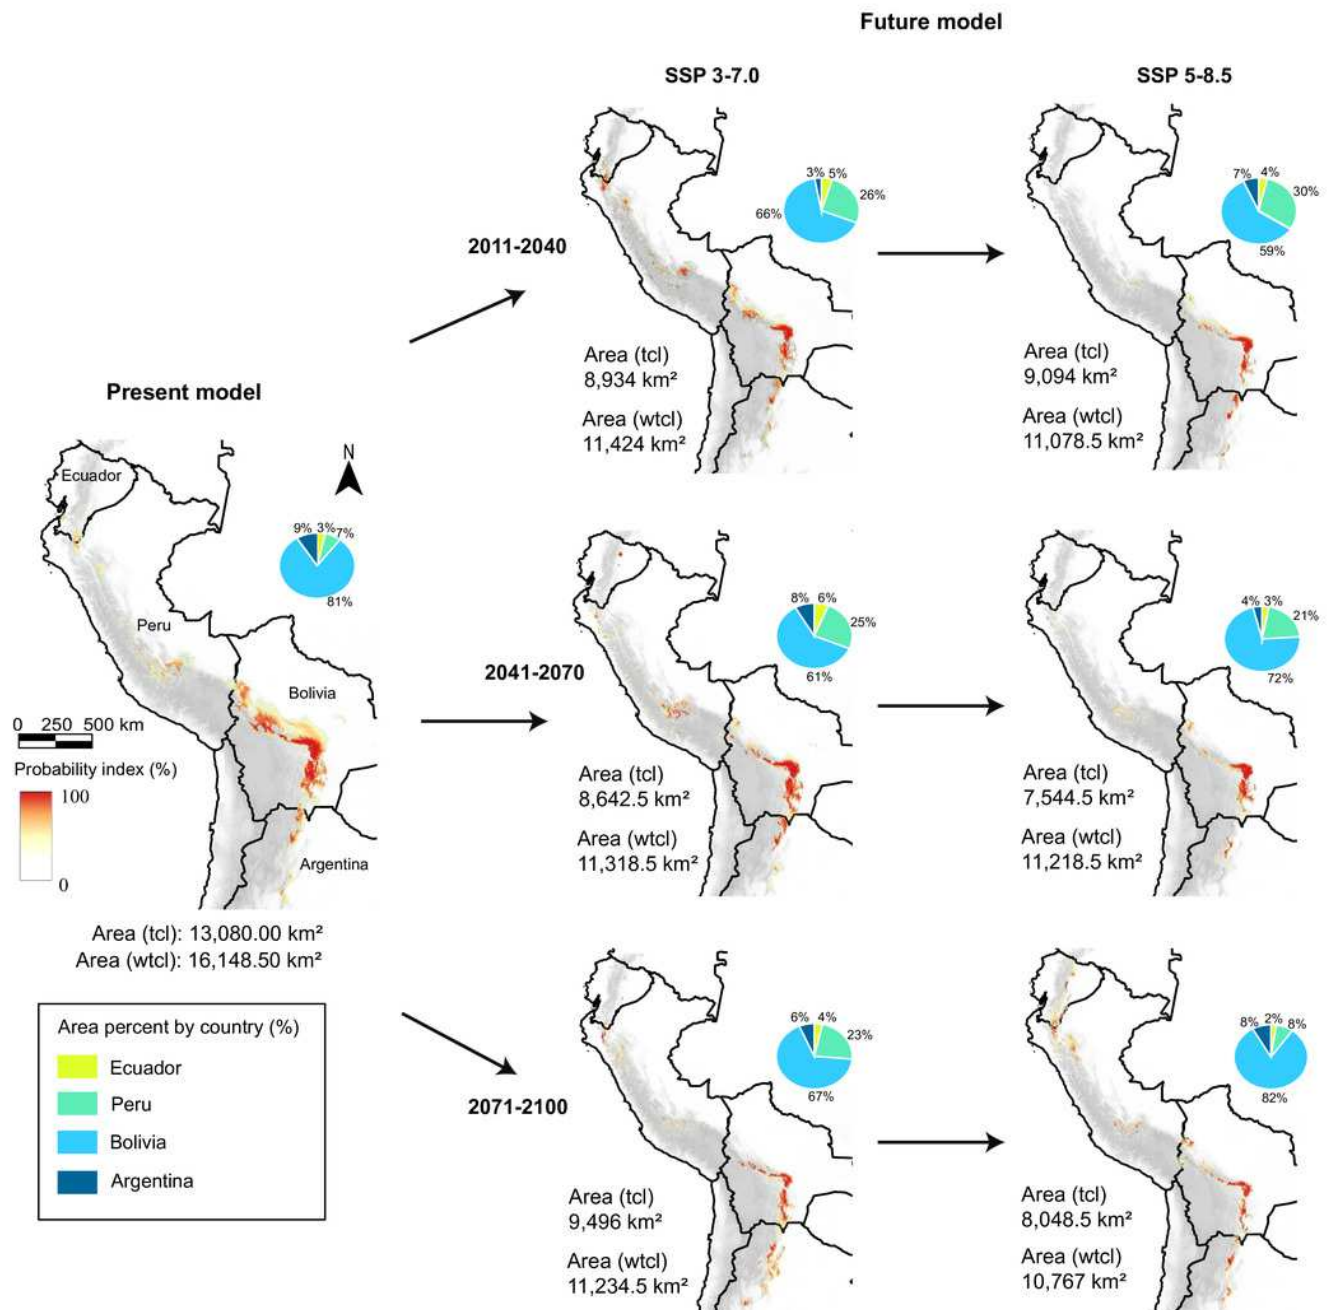 Future model
SSP 3-7.0
SSP 5-8.5
3% 5%
26%
66%
7% 4%
30%
59%
2011-2040
Area (tcl)
8,934 km²
Area (wtcl)
11,424 km²
Area (tcl)
9,094 km²
Area (wtcl)
11,078.5 km²
Present model
Ecuador
N
9% 3% 7%
81%
Peru
Bolivia
Argentina
0 250 500 km
Probability index (%)
100
0
Area (tcl): 13,080.00 km²
Area (wtcl): 16,148.50 km²
8% 6%
25%
61%
4% 3%
21%
72%
2041-2070
Area (tcl)
8,642.5 km²
Area (wtcl)
11,318.5 km²
Area (tcl)
7,544.5 km²
Area (wtcl)
11,218.5 km²
Area percent by country (%)
Ecuador
Peru
Bolivia
Argentina
6% 4%
23%
67%
8% 2% 8%
82%
2071-2100
Area (tcl)
9,496 km²
Area (wtcl)
11,234.5 km²
Area (tcl)
8,048.5 km²
Area (wtcl)
10,767 km²